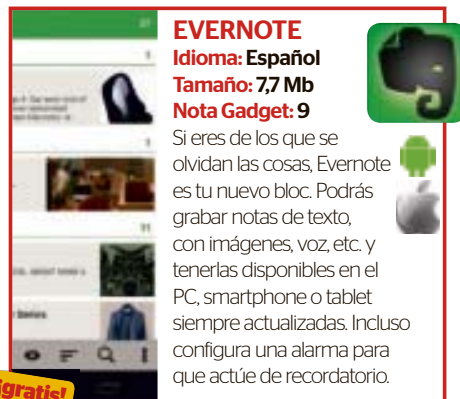 EVERNOTE
Idioma: Español
Tamaño: 7,7 Mb
Nota Gadget: 9
Si eres de los que se
olvidan las cosas, Evernote
es tu nuevo bloc. Podrás
grabar notas de texto,
con imágenes, voz, etc. y
tenerlas disponibles en el
PC, smartphone o tablet
siempre actualizadas. Incluso
configura una alarma para
que actúe de recordatorio.
gratis!